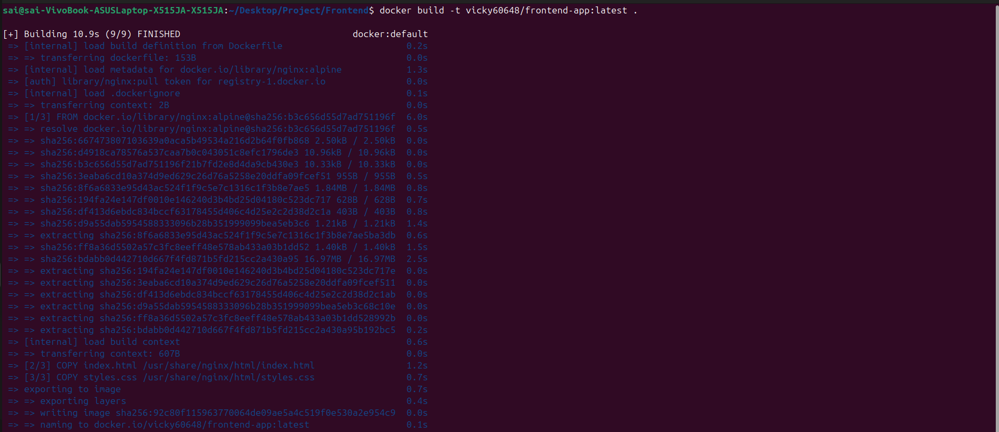 sai@sai-VivoBook-ASUSLaptop-X515JA-X515JA:~/Desktop/Project/Frontend$ docker build -t vicky60648/frontend-app:latest .
[+] Building 10.9s (9/9) FINISHED docker:default
=> [internal] load build definition from Dockerfile 0.2s
=> => transferring dockerfile: 153B 0.0s
=> [internal] load metadata for docker.io/library/nginx:alpine 1.3s
=> [auth] library/nginx:pull token for registry-1.docker.io 0.0s
=> [internal] load .dockerignore 0.1s
=> => transferring context: 2B 0.0s
=> [1/3] FROM docker.io/library/nginx:alpine@sha256:b3c656d55d7ad751196f 6.0s
=> => resolve docker.io/library/nginx:alpine@sha256:b3c656d55d7ad751196f 0.5s
=> => sha256:667473807103639a0aca5b49534a216d2b64f0fb868 2.50kB / 2.50kB 0.0s
=> => sha256:d4918ca78576a537caa7b0c043051c8efc1796de3 10.96kB / 10.96kB 0.0s
=> => sha256:b3c656d55d7ad751196f21b7fd2e8d4da9cb430e3 10.33kB / 10.33kB 0.0s
=> => sha256:3eaba6cd10a374d9ed629c26d76a5258e20ddfa09fcef51 955B / 955B 0.5s
=> => sha256:8f6a6833e95d43ac524f1f9c5e7c1316c1f3b8e7ae5 1.84MB / 1.84MB 0.8s
=> => sha256:194fa24e147df0010e146240d3b4bd25d04180c523dc717 628B / 628B 0.7s
=> => sha256:df413d6ebdc834bccf63178455d406c4d25e2c2d38d2c1a 403B / 403B 0.8s
=> => sha256:d9a55dab5954588333096b28b351999099bea5eb3c6 1.21kB / 1.21kB 1.4s
=> => extracting sha256:8f6a6833e95d43ac524f1f9c5e7c1316c1f3b8e7ae5ba3db 0.6s
=> => sha256:ff8a36d5502a57c3fc8eeff48e578ab433a03b1dd52 1.40kB / 1.40kB 1.5s
=> => sha256:bdabb0d442710d667f4fd871b5fd215cc2a430a95 16.97MB / 16.97MB 2.5s
=> => extracting sha256:194fa24e147df0010e146240d3b4bd25d04180c523dc717e 0.0s
=> => extracting sha256:3eaba6cd10a374d9ed629c26d76a5258e20ddfa09fcef511 0.0s
=> => extracting sha256:df413d6ebdc834bccf63178455d406c4d25e2c2d38d2c1ab 0.0s
=> => extracting sha256:d9a55dab5954588333096b28b351999099bea5eb3c68c10e 0.0s
=> => extracting sha256:ff8a36d5502a57c3fc8eeff48e578ab433a03b1dd528992b 0.0s
=> => extracting sha256:bdabb0d442710d667f4fd871b5fd215cc2a430a95b192bc5 0.2s
=> [internal] load build context 0.6s
=> => transferring context: 607B 0.0s
=> [2/3] COPY index.html /usr/share/nginx/html/index.html 1.2s
=> [3/3] COPY styles.css /usr/share/nginx/html/styles.css 0.7s
=> exporting to image 0.7s
=> => exporting layers 0.4s
=> => writing image sha256:92c80f115963770064de09ae5a4c519f0e530a2e954c9 0.0s
=> => naming to docker.io/vicky60648/frontend-app:latest 0.1s